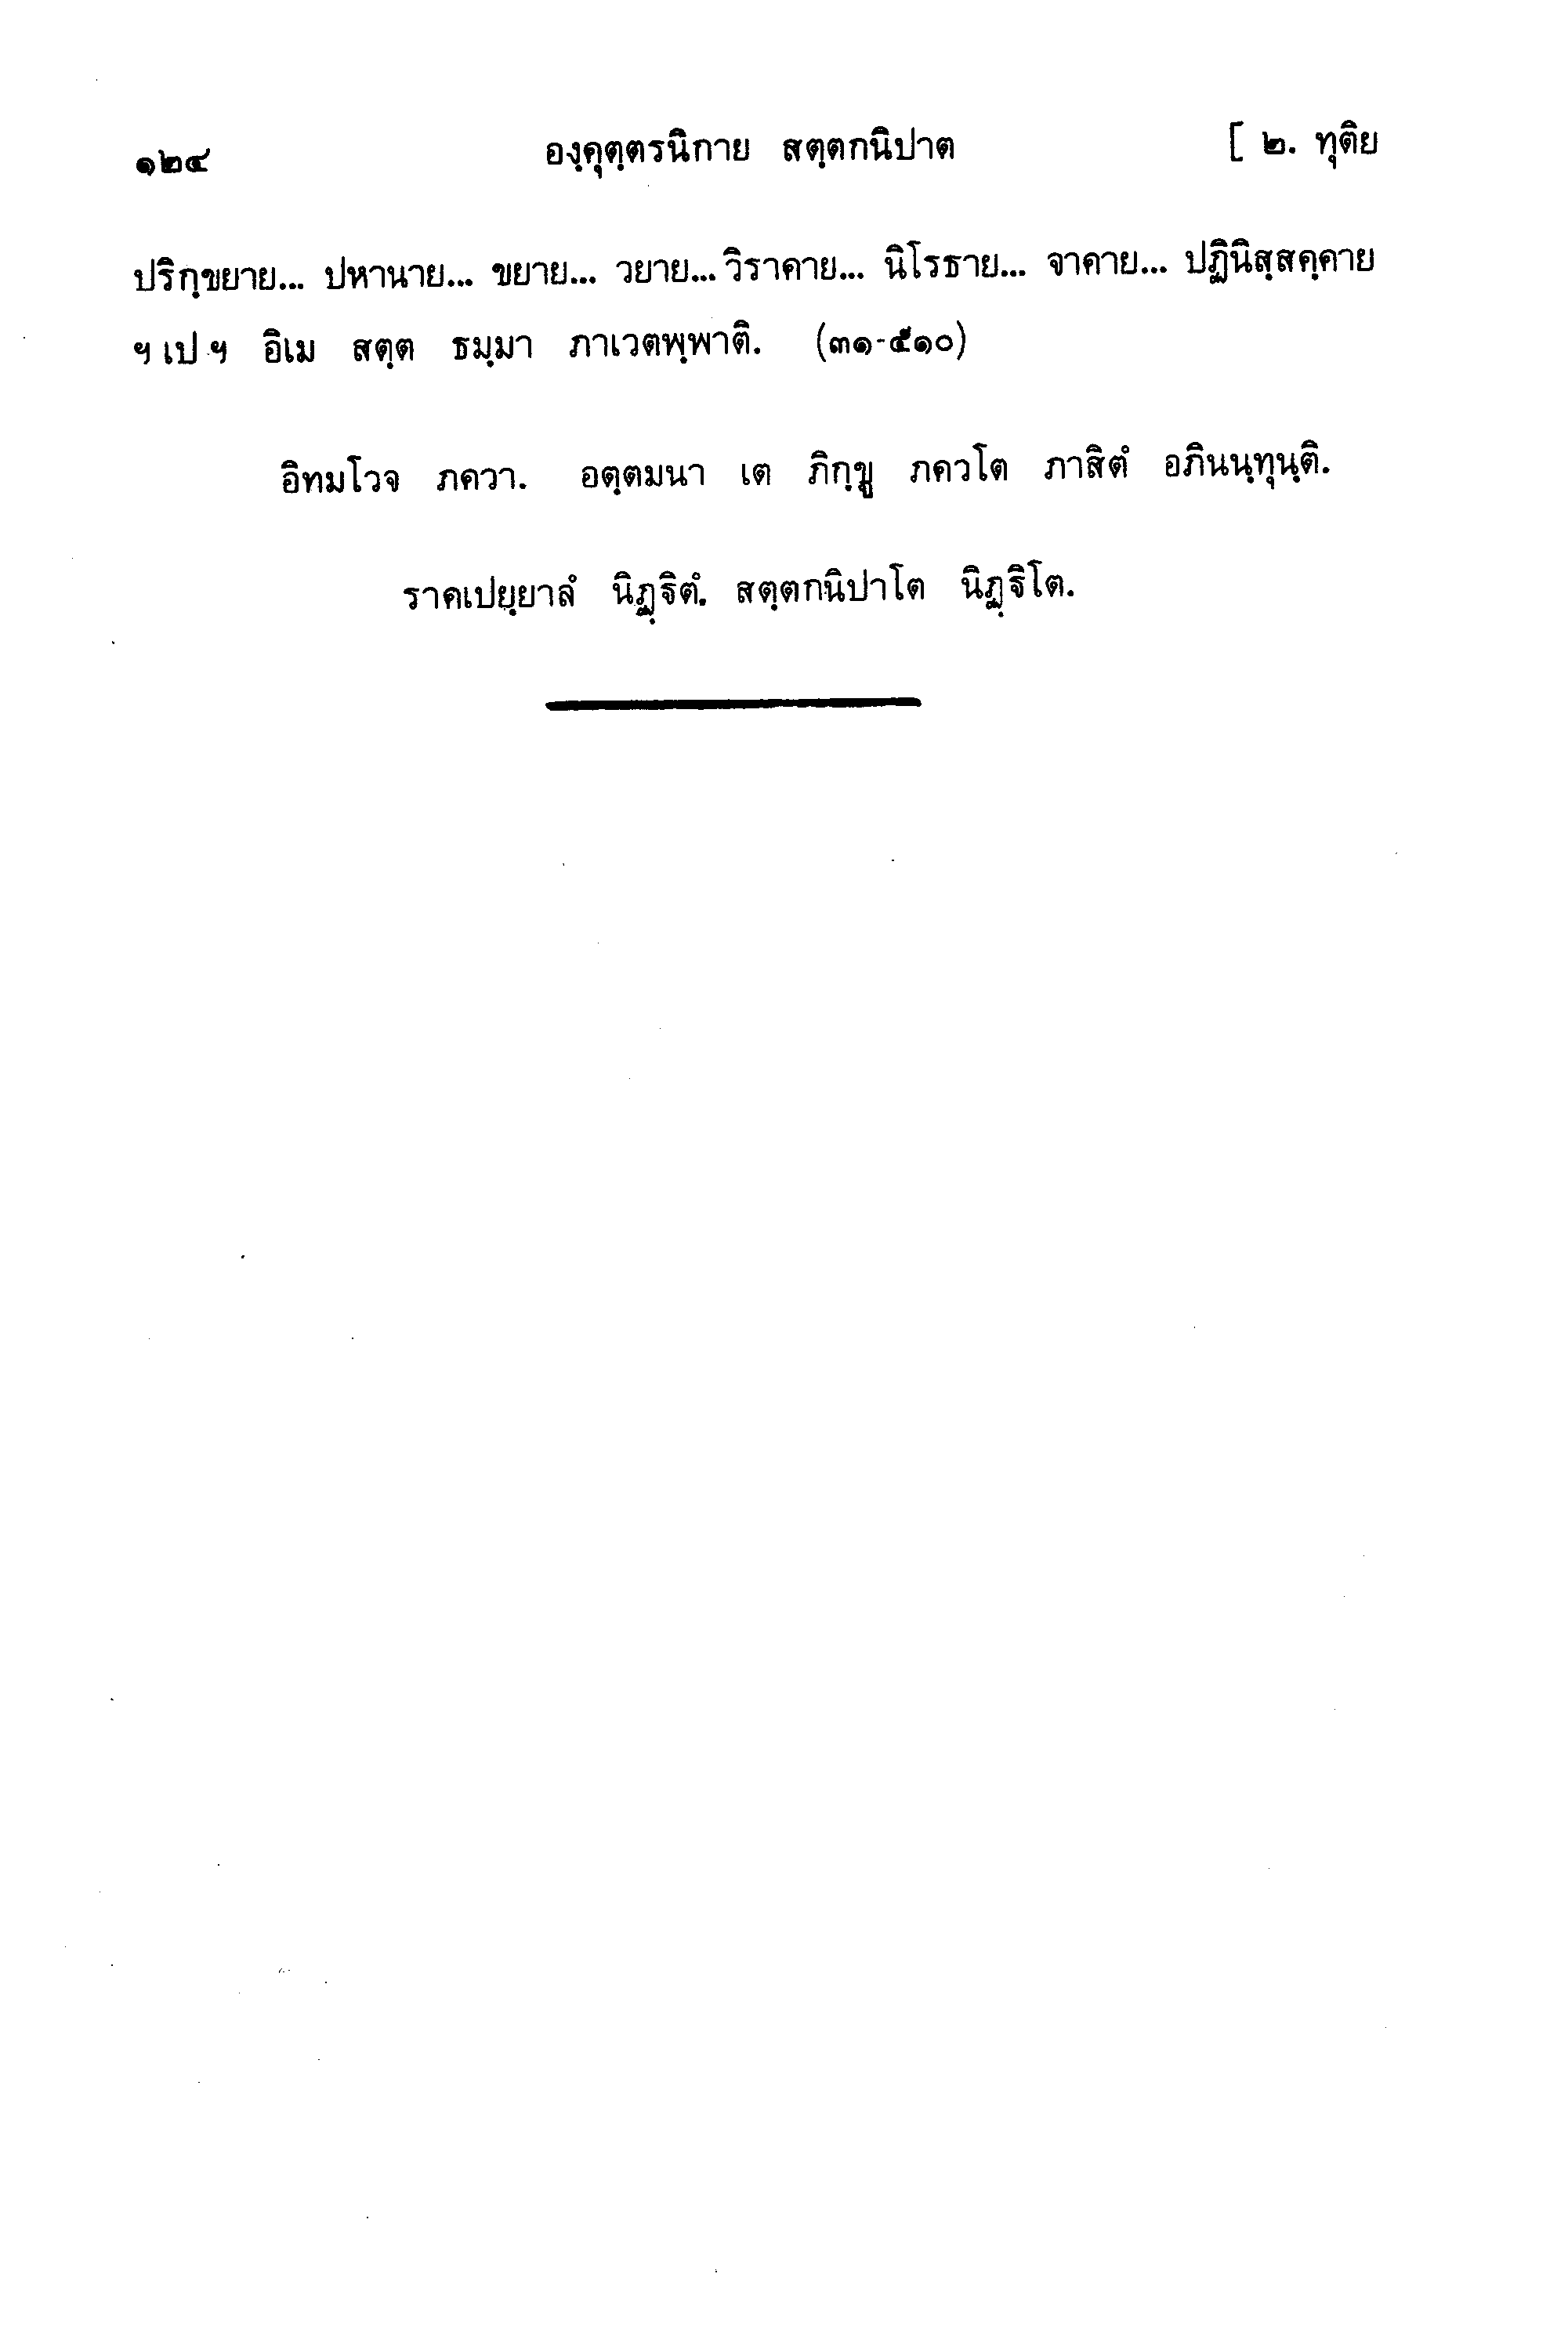 ๑๒๔ องฺคุตฺตรนิกาย สตฺตกนิปาต [ ๒. ทุติย
ปริกฺขยาย... ปหานาย... ขยาย... วยาย... วิราคาย... นิโรธาย... จาคาย... ปฏินิสฺสคฺคาย
ฯ เป ฯ อิเม สตฺต ธมฺมา ภาเวตพฺพาติ. (๓๑-๕๑๐)
อิทมโวจ ภควา. อตฺตมนา เต ภิกฺขู ภควโต ภาสิตํ อภินนฺทุนฺติ.
ราคเปยฺยาลํ นิฏฺฐิตํ. สตฺตกนิปาโต นิฏฺฐิโต.